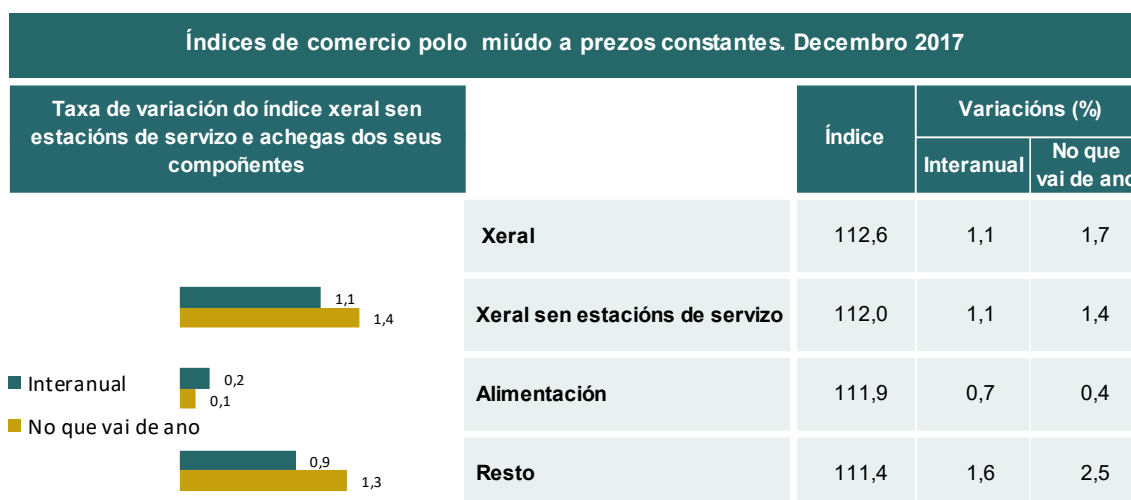 Índices de comercio polo miúdo a prezos constantes. Decembro 2017
Taxa de variación do índice xeral sen
estacións de servizo e achegas dos seus
compoñentes
Índice
Variacións (%)
Interanual
No que
vai de ano
Xeral
112,6
1,1
1,7
1,1
1,4
Xeral sen estacións de servizo
112,0
1,1
1,4
Interanual
No que vai de ano
0,2
0,1
Alimentación
111,9
0,7
0,4
0,9
1,3
Resto
111,4
1,6
2,5